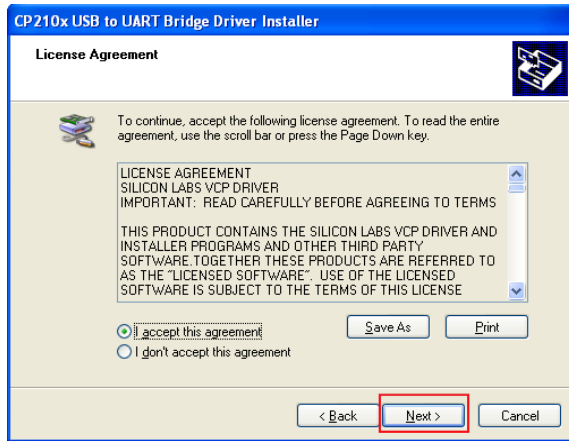 CP210x USB to UART Bridge Driver Installer
License Agreement
To continue, accept the following license agreement. To read the entire
agreement, use the scroll bar or press the Page Down key.
LICENSE AGREEMENT
SILICON LABS VCP DRIVER
IMPORTANT:  READ CAREFULLY BEFORE AGREEING TO TERMS
THIS PRODUCT CONTAINS THE SILICON LABS VCP DRIVER AND
INSTALLER PROGRAMS AND OTHER THIRD PARTY
SOFTWARE.TOGETHER THESE PRODUCTS ARE REFERRED TO
AS THE "LICENSED SOFTWARE".  USE OF THE LICENSED
SOFTWARE IS SUBJECT TO THE TERMS OF THIS LICENSE
I accept this agreement
Save As
Print
I don't accept this agreement
< Back
Next >
Cancel